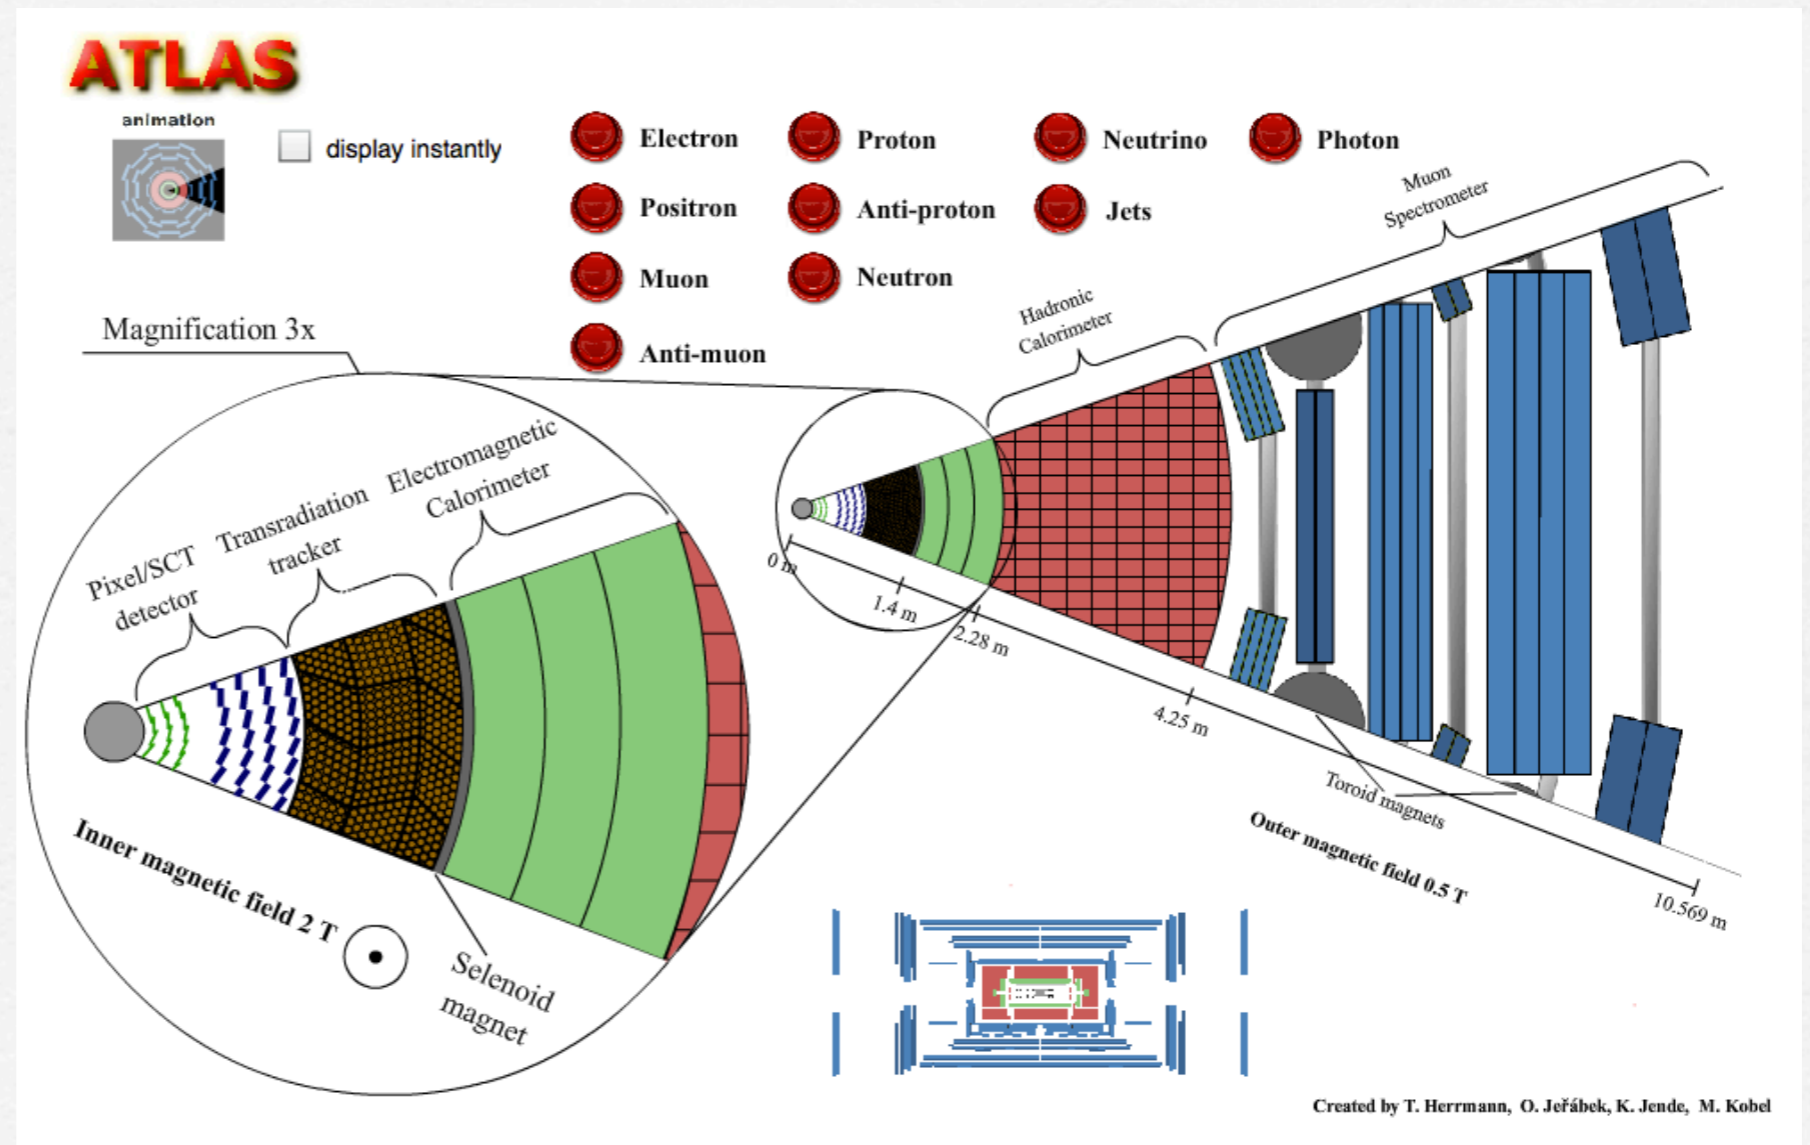 ATLAS
animation
display instantly
Electron
Proton
Neutrino
Photon
Positron
Anti-proton
Jets
Muon
Neutron
Anti-muon
Magnification 3x
Muon
Spectrometer
Hadronic
Calorimeter
Electromagnetic
Calorimeter
Transradiation
tracker
Pixel/SCT
detector
0 m
1.4 m
2.28 m
4.25 m
10.569 m
Toroid magnets
Outer magnetic field 0.5 T
Inner magnetic field 2 T
Selenoid
magnet
Created by T. Herrmann, O. Jeřábek, K. Jende, M. Kobel